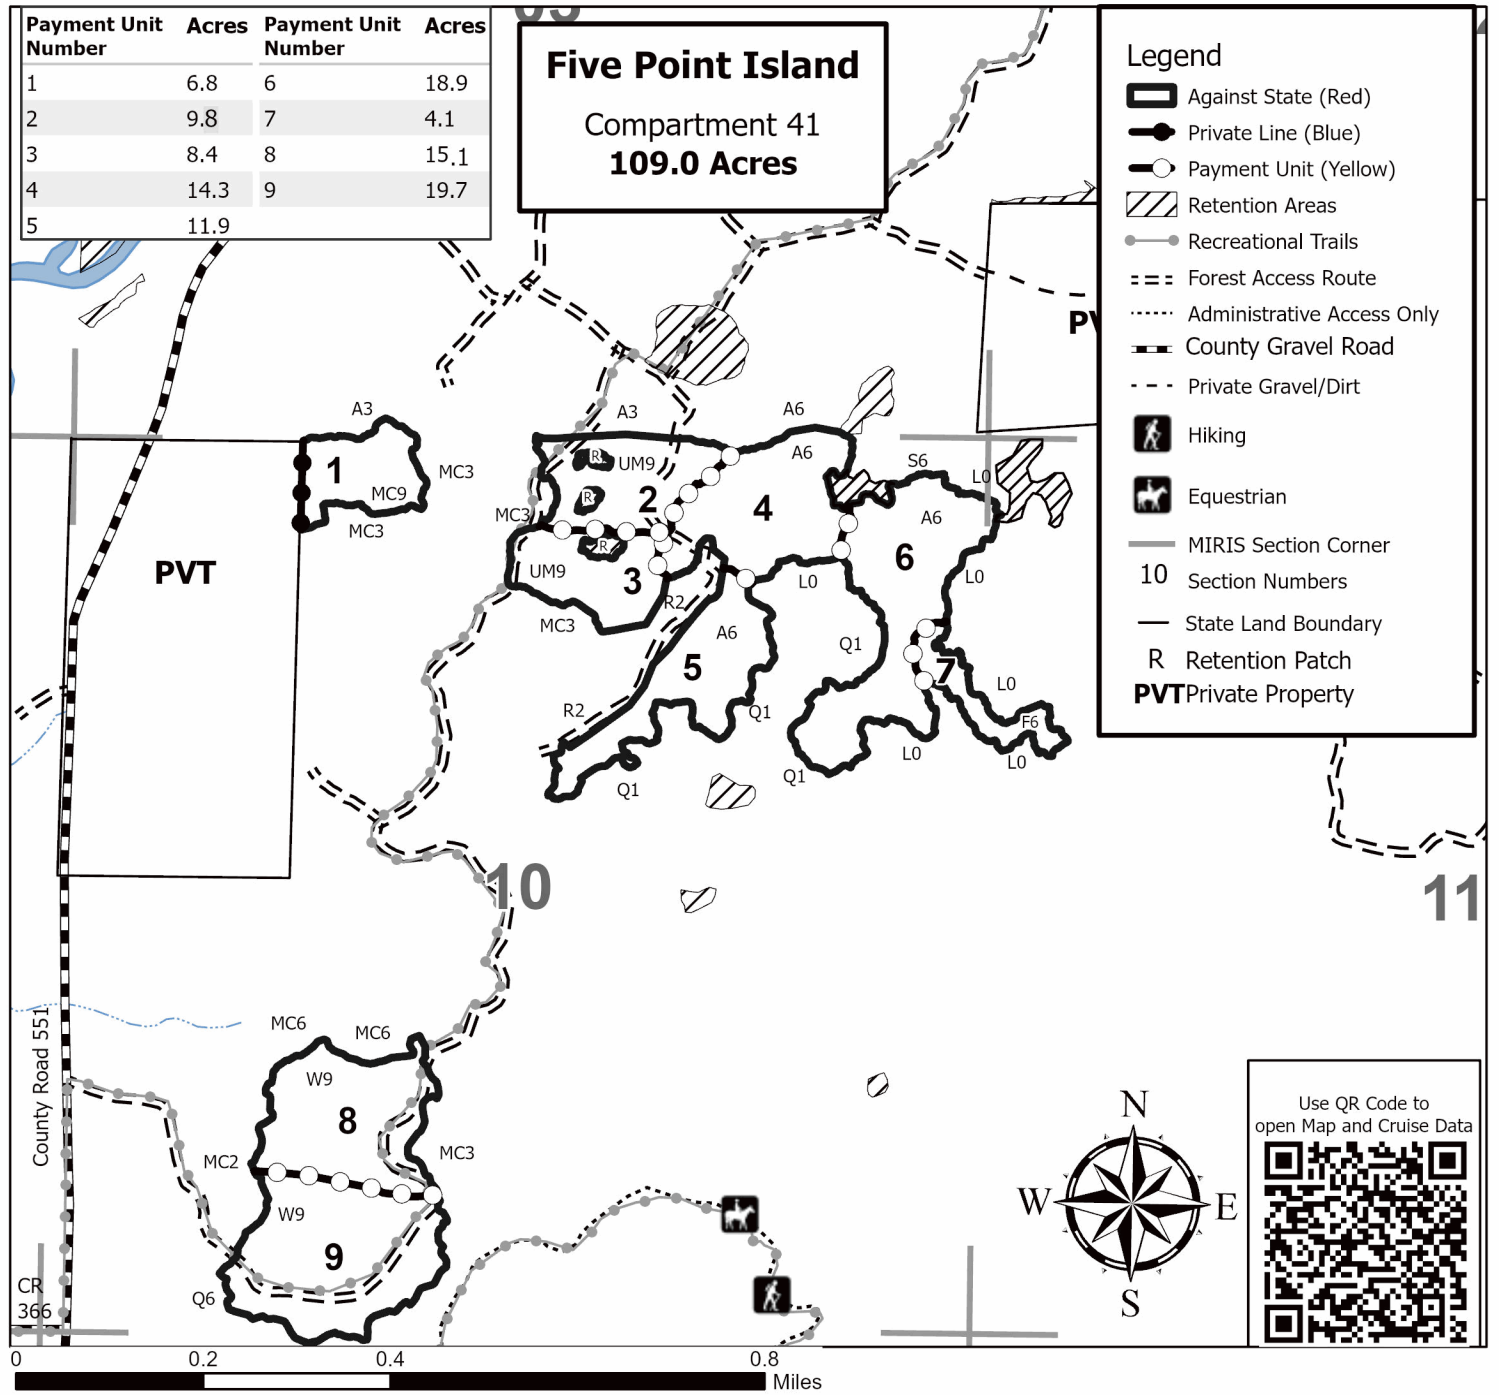 Payment Unit Number Acres Payment Unit Number Acres
1 6.8 6 18.9
2 9.8 7 4.1
3 8.4 8 15.1
4 14.3 9 19.7
5 11.9
Five Point Island
Compartment 41
109.0 Acres
Legend
Against State (Red)
Private Line (Blue)
Payment Unit (Yellow)
Retention Areas
Recreational Trails
Forest Access Route
Administrative Access Only
County Gravel Road
Private Gravel/Dirt
Hiking
Equestrian
MIRIS Section Corner
10 Section Numbers
State Land Boundary
R Retention Patch
PVT Private Property
A3
1
MC3
MC9
MC3
PVT
A3
A6
R
UM9
A6
S6
L0
R
2
4
A6
MC3
R
6
UM9
3
L0
L0
R2
MC3
A6
Q1
5
7
L0
R2
Q1
F6
L0
L0
Q1
Q1
10
11
County Road 551
MC6
MC6
W9
8
MC3
MC2
W9
9
Q6
CR
366
N
W
E
S
Use QR Code to
open Map and Cruise Data
0 0.2 0.4 0.8
Miles